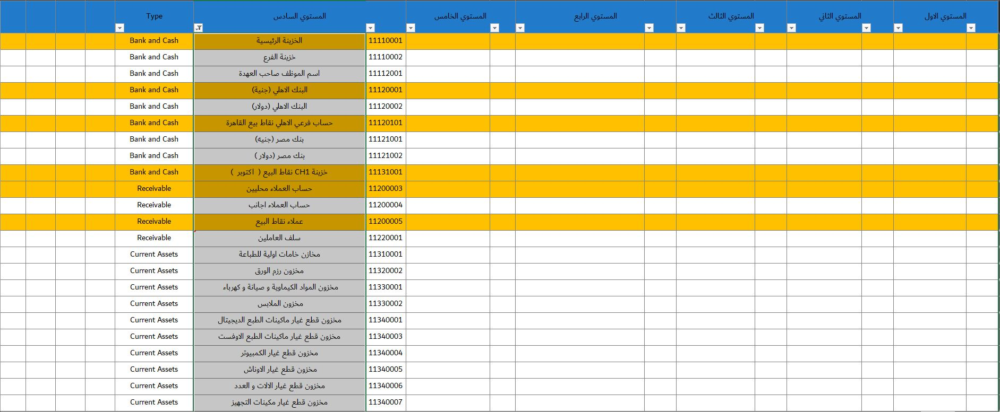 المستوي الاول المستوي الثاني المستوي الثالث المستوي الرابع المستوي الخامس المستوي السادس Type
11110001 الخزينة الرئيسية Bank and Cash
11110002 خزينة الفرع Bank and Cash
11112001 اسم الموظف صاحب العهدة Bank and Cash
11120001 البنك الاهلي (جنية) Bank and Cash
11120002 البنك الاهلي (دولار) Bank and Cash
11120101 حساب فرعي الاهلي نقاط بيع القاهرة Bank and Cash
11121001 بنك مصر (جنيه) Bank and Cash
11121002 بنك مصر (دولار ) Bank and Cash
11131001 خزينة CH1 نقاط البيع ( اكتوبر ) Bank and Cash
11200003 حساب العملاء محليين Receivable
11200004 حساب العملاء اجانب Receivable
11200005 عملاء نقاط البيع Receivable
11220001 سلف العاملين Receivable
11310001 مخازن خامات اولية للطباعة Current Assets
11320002 مخزون رزم الورق Current Assets
11330001 مخزون المواد الكيماوية و صيانة و كهرباء Current Assets
11330002 مخزون الملابس Current Assets
11340001 مخزون قطع غيار ماكينات الطبع الديجيتال Current Assets
11340003 مخزون قطع غيار ماكينات الطبع الاوفست Current Assets
11340004 مخزون قطع غيار الكمبيوتر Current Assets
11340005 مخزون قطع غيار الاوناش Current Assets
11340006 مخزون قطع غيار الالات و العدد Current Assets
11340007 مخزون قطع غيار مكينات التجهيز Current Assets